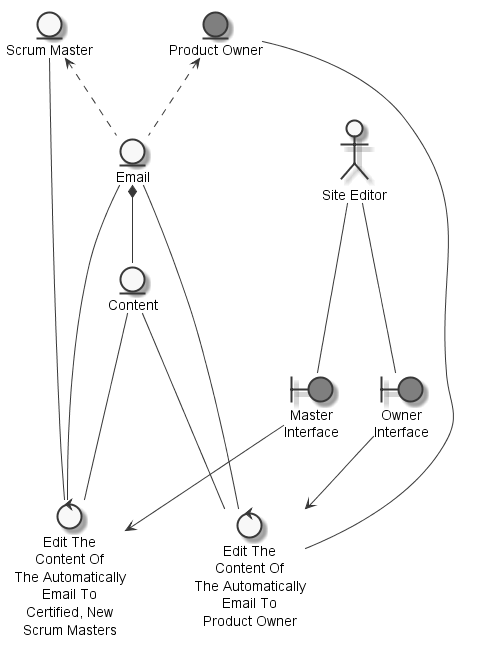 Scrum Master
Product Owner
Email
Site Editor
Content
Master
Interface
Owner
Interface
Edit The
Content Of
The Automatically
Email To
Certified, New
Scrum Masters
Edit The
Content Of
The Automatically
Email To
Product Owner